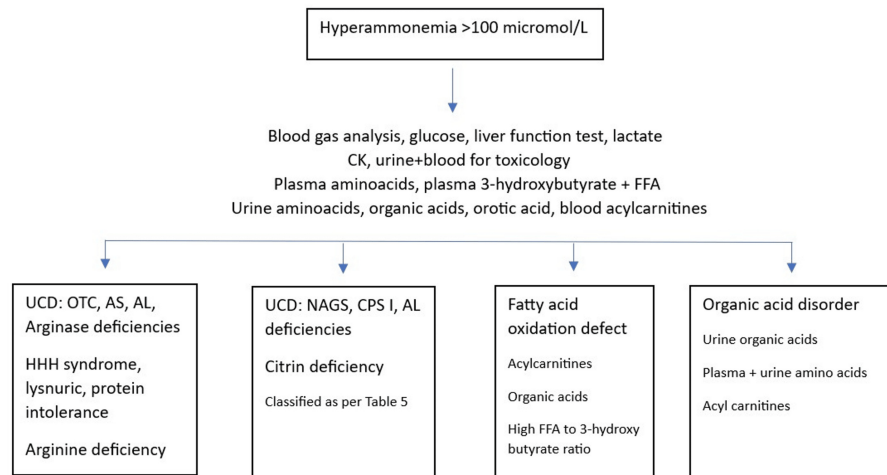 Hyperammonemia >100 micromol/L
Blood gas analysis, glucose, liver function test, lactate
CK, urine+blood for toxicology
Plasma aminoacids, plasma 3-hydroxybutyrate + FFA
Urine aminoacids, organic acids, orotic acid, blood acylcarnitines
UCD: OTC, AS, AL,
Arginase deficiencies
HHH syndrome,
lysnuric, protein
intolerance
Arginine deficiency
UCD: NAGS, CPS I, AL
deficiencies
Citrin deficiency
Classified as per Table 5
Fatty acid
oxidation defect
Acylcarnitines
Organic acids
High FFA to 3-hydroxy
butyrate ratio
Organic acid disorder
Urine organic acids
Plasma + urine amino acids
Acyl carnitines